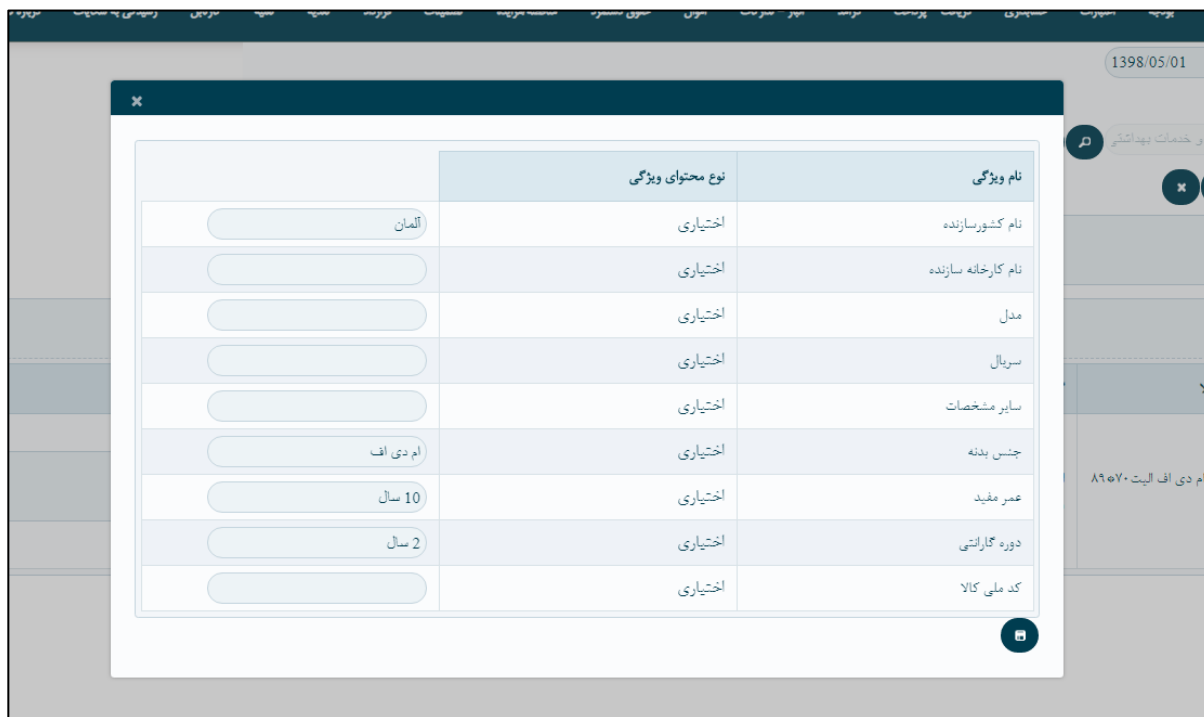 1398/05/01
و خدمات بهداشتی
نام ویژگی نوع محتوای ویژگی
نام کشورسازنده اختیاری آلمان
نام کارخانه سازنده اختیاری
مدل اختیاری
سریال اختیاری
سایر مشخصات اختیاری
جنس بدنه اختیاری ام دی اف
عمر مفید اختیاری 10 سال
دوره گارانتی اختیاری 2 سال
کد ملی کالا اختیاری
دی اف الیت ۷۰*۸۹